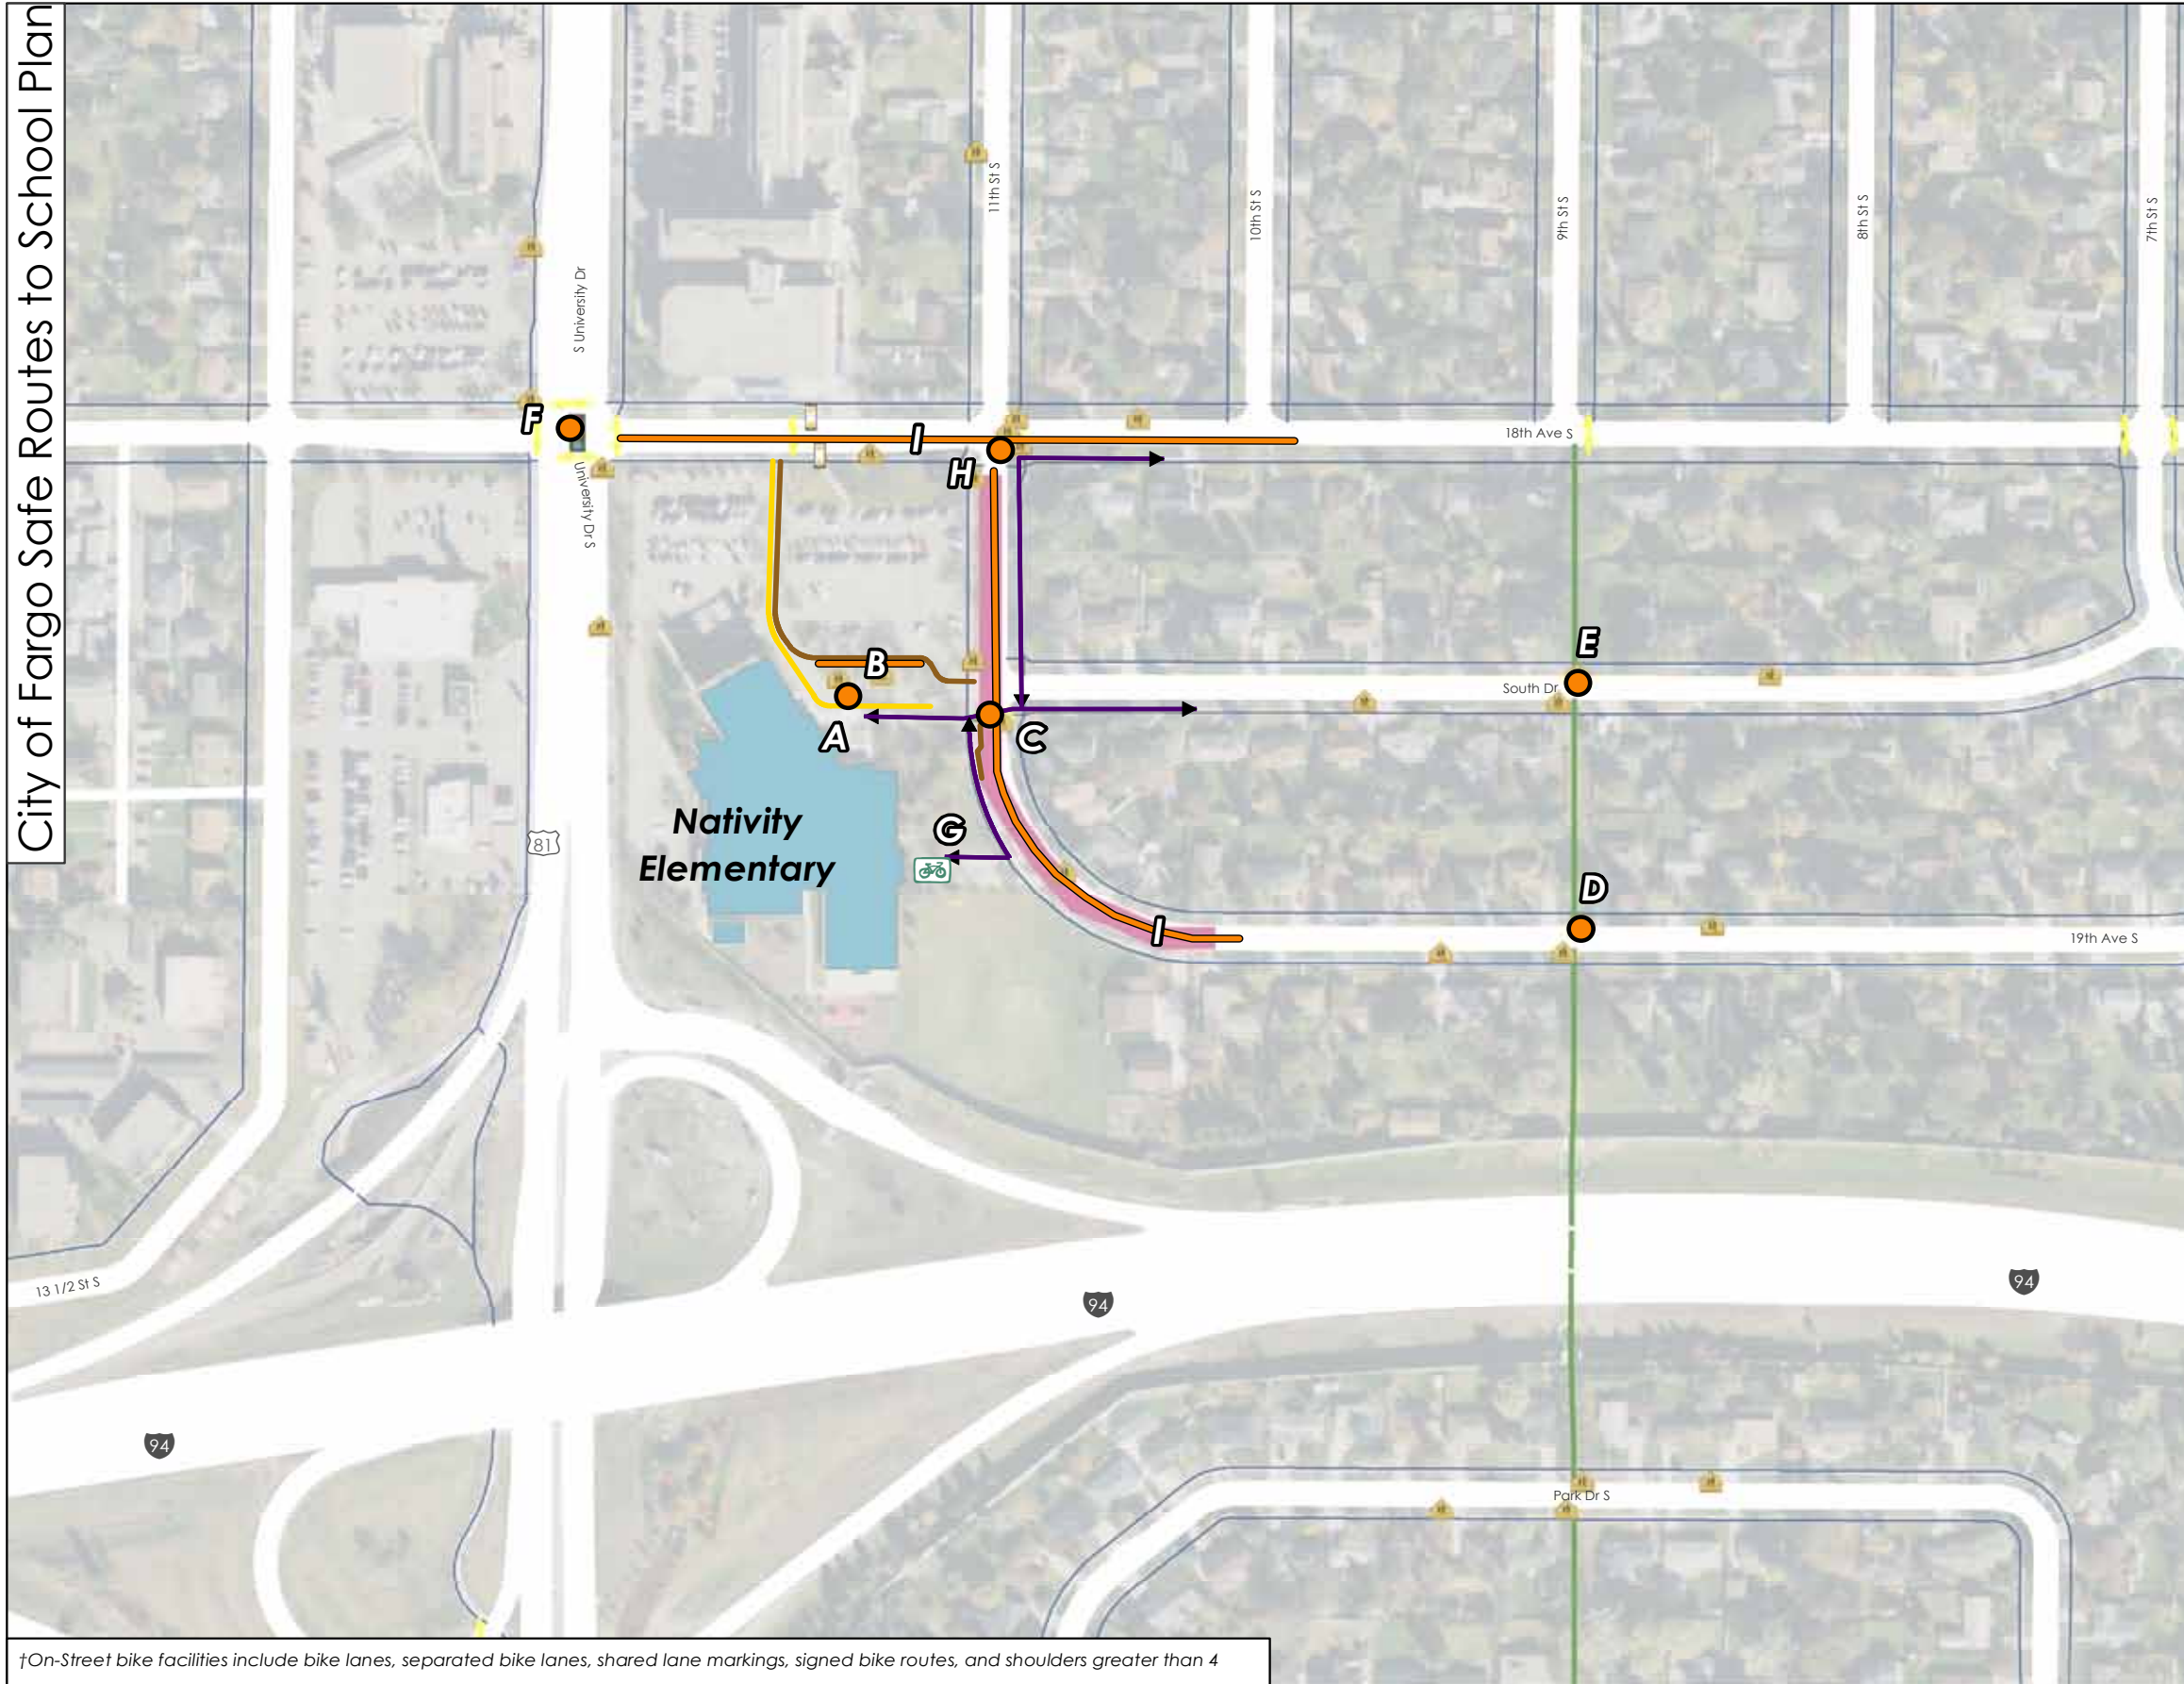 City of Fargo Safe Routes to School Plan
11th St S
10th St S
9th St S
8th St S
7th St S
S University Dr
F
I
18th Ave S
H
University Dr S
E
B
South Dr
A
C
Nativity
Elementary
81
G
D
I
19th Ave S
13 1/2 St S
94
94
94
Park Dr S
†On-Street bike facilities include bike lanes, separated bike lanes, shared lane markings, signed bike routes, and shoulders greater than 4